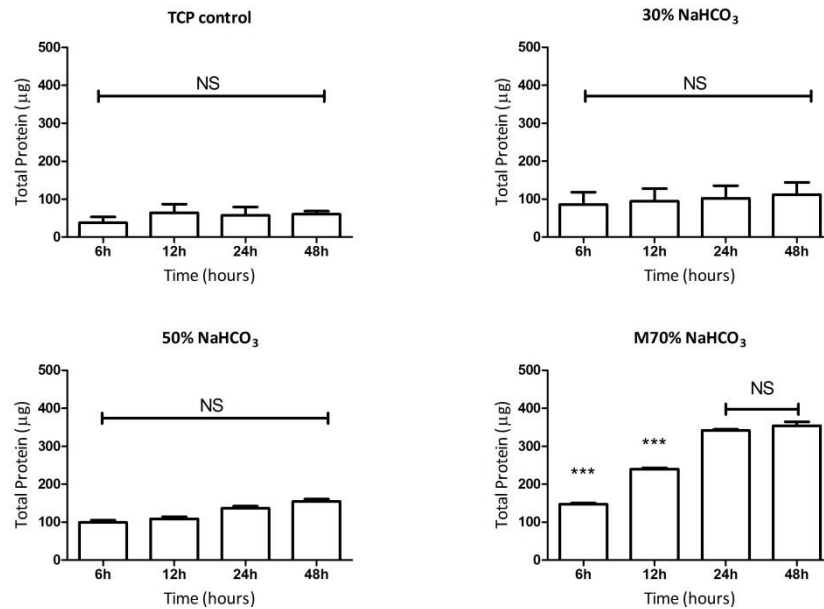 TCP control
500
400
300
200
100
0
Total Protein (µg)
NS
6h 12h 24h 48h
Time (hours)
30% NaHCO₃
500
400
300
200
100
0
Total Protein (µg)
NS
6h 12h 24h 48h
Time (hours)
50% NaHCO₃
500
400
300
200
100
0
Total Protein (µg)
NS
6h 12h 24h 48h
Time (hours)
M70% NaHCO₃
500
400
300
200
100
0
Total Protein (µg)
NS
***
***
6h 12h 24h 48h
Time (hours)